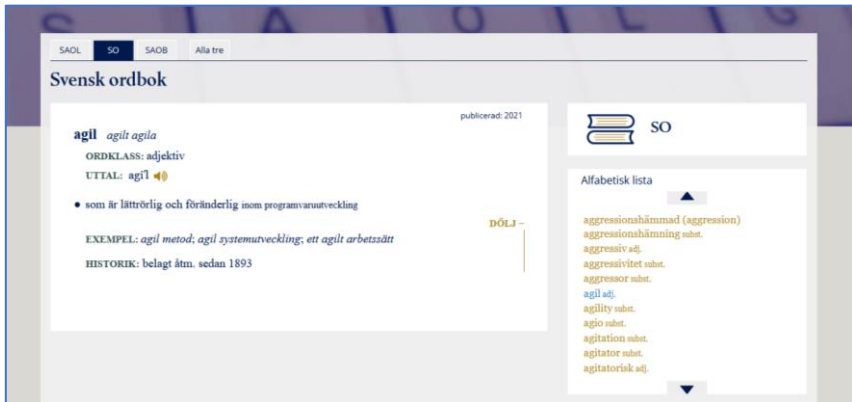 SAOL SO SAOB Alla tre
Svensk ordbok
publicerad: 2021
agil agilt agila
ORDKLASS: adjektiv
UTTAL: agi´l
• som är lättrörlig och föränderlig inom programvaruutveckling
DÖLJ –
EXEMPEL: agil metod; agil systemutveckling; ett agilt arbetssätt
HISTORIK: belagt åtm. sedan 1893
SO
Alfabetisk lista
aggressionshämmad (aggression)
aggressionshämning subst.
aggressiv adj.
aggressivitet subst.
aggressor subst.
agil adj.
agility subst.
agio subst.
agitation subst.
agitator subst.
agitatorisk adj.